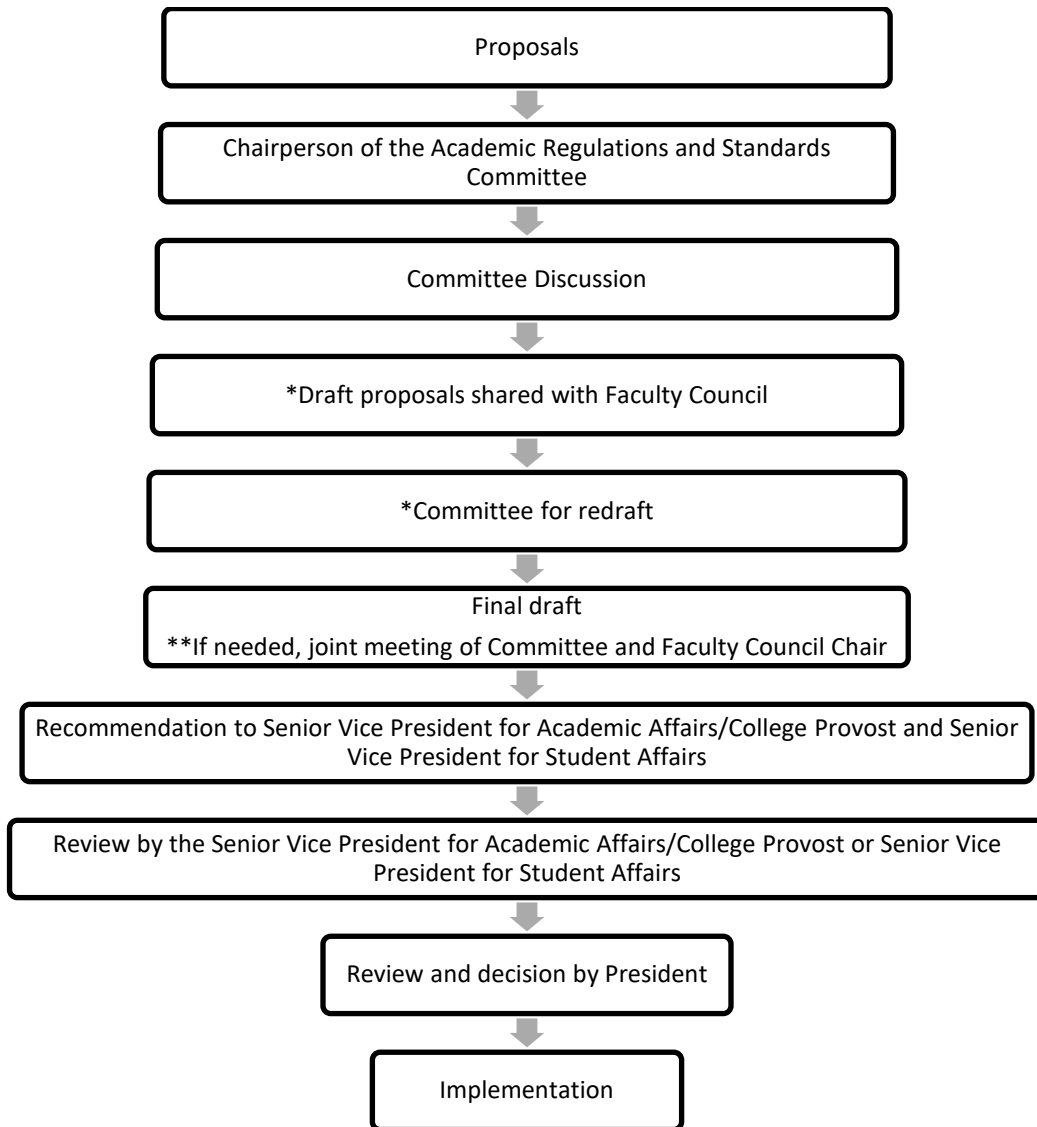 Proposals
Chairperson of the Academic Regulations and Standards
Committee
Committee Discussion
*Draft proposals shared with Faculty Council
*Committee for redraft
Final draft
**If needed, joint meeting of Committee and Faculty Council Chair
Recommendation to Senior Vice President for Academic Affairs/College Provost and Senior
Vice President for Student Affairs
Review by the Senior Vice President for Academic Affairs/College Provost or Senior Vice
President for Student Affairs
Review and decision by President
Implementation